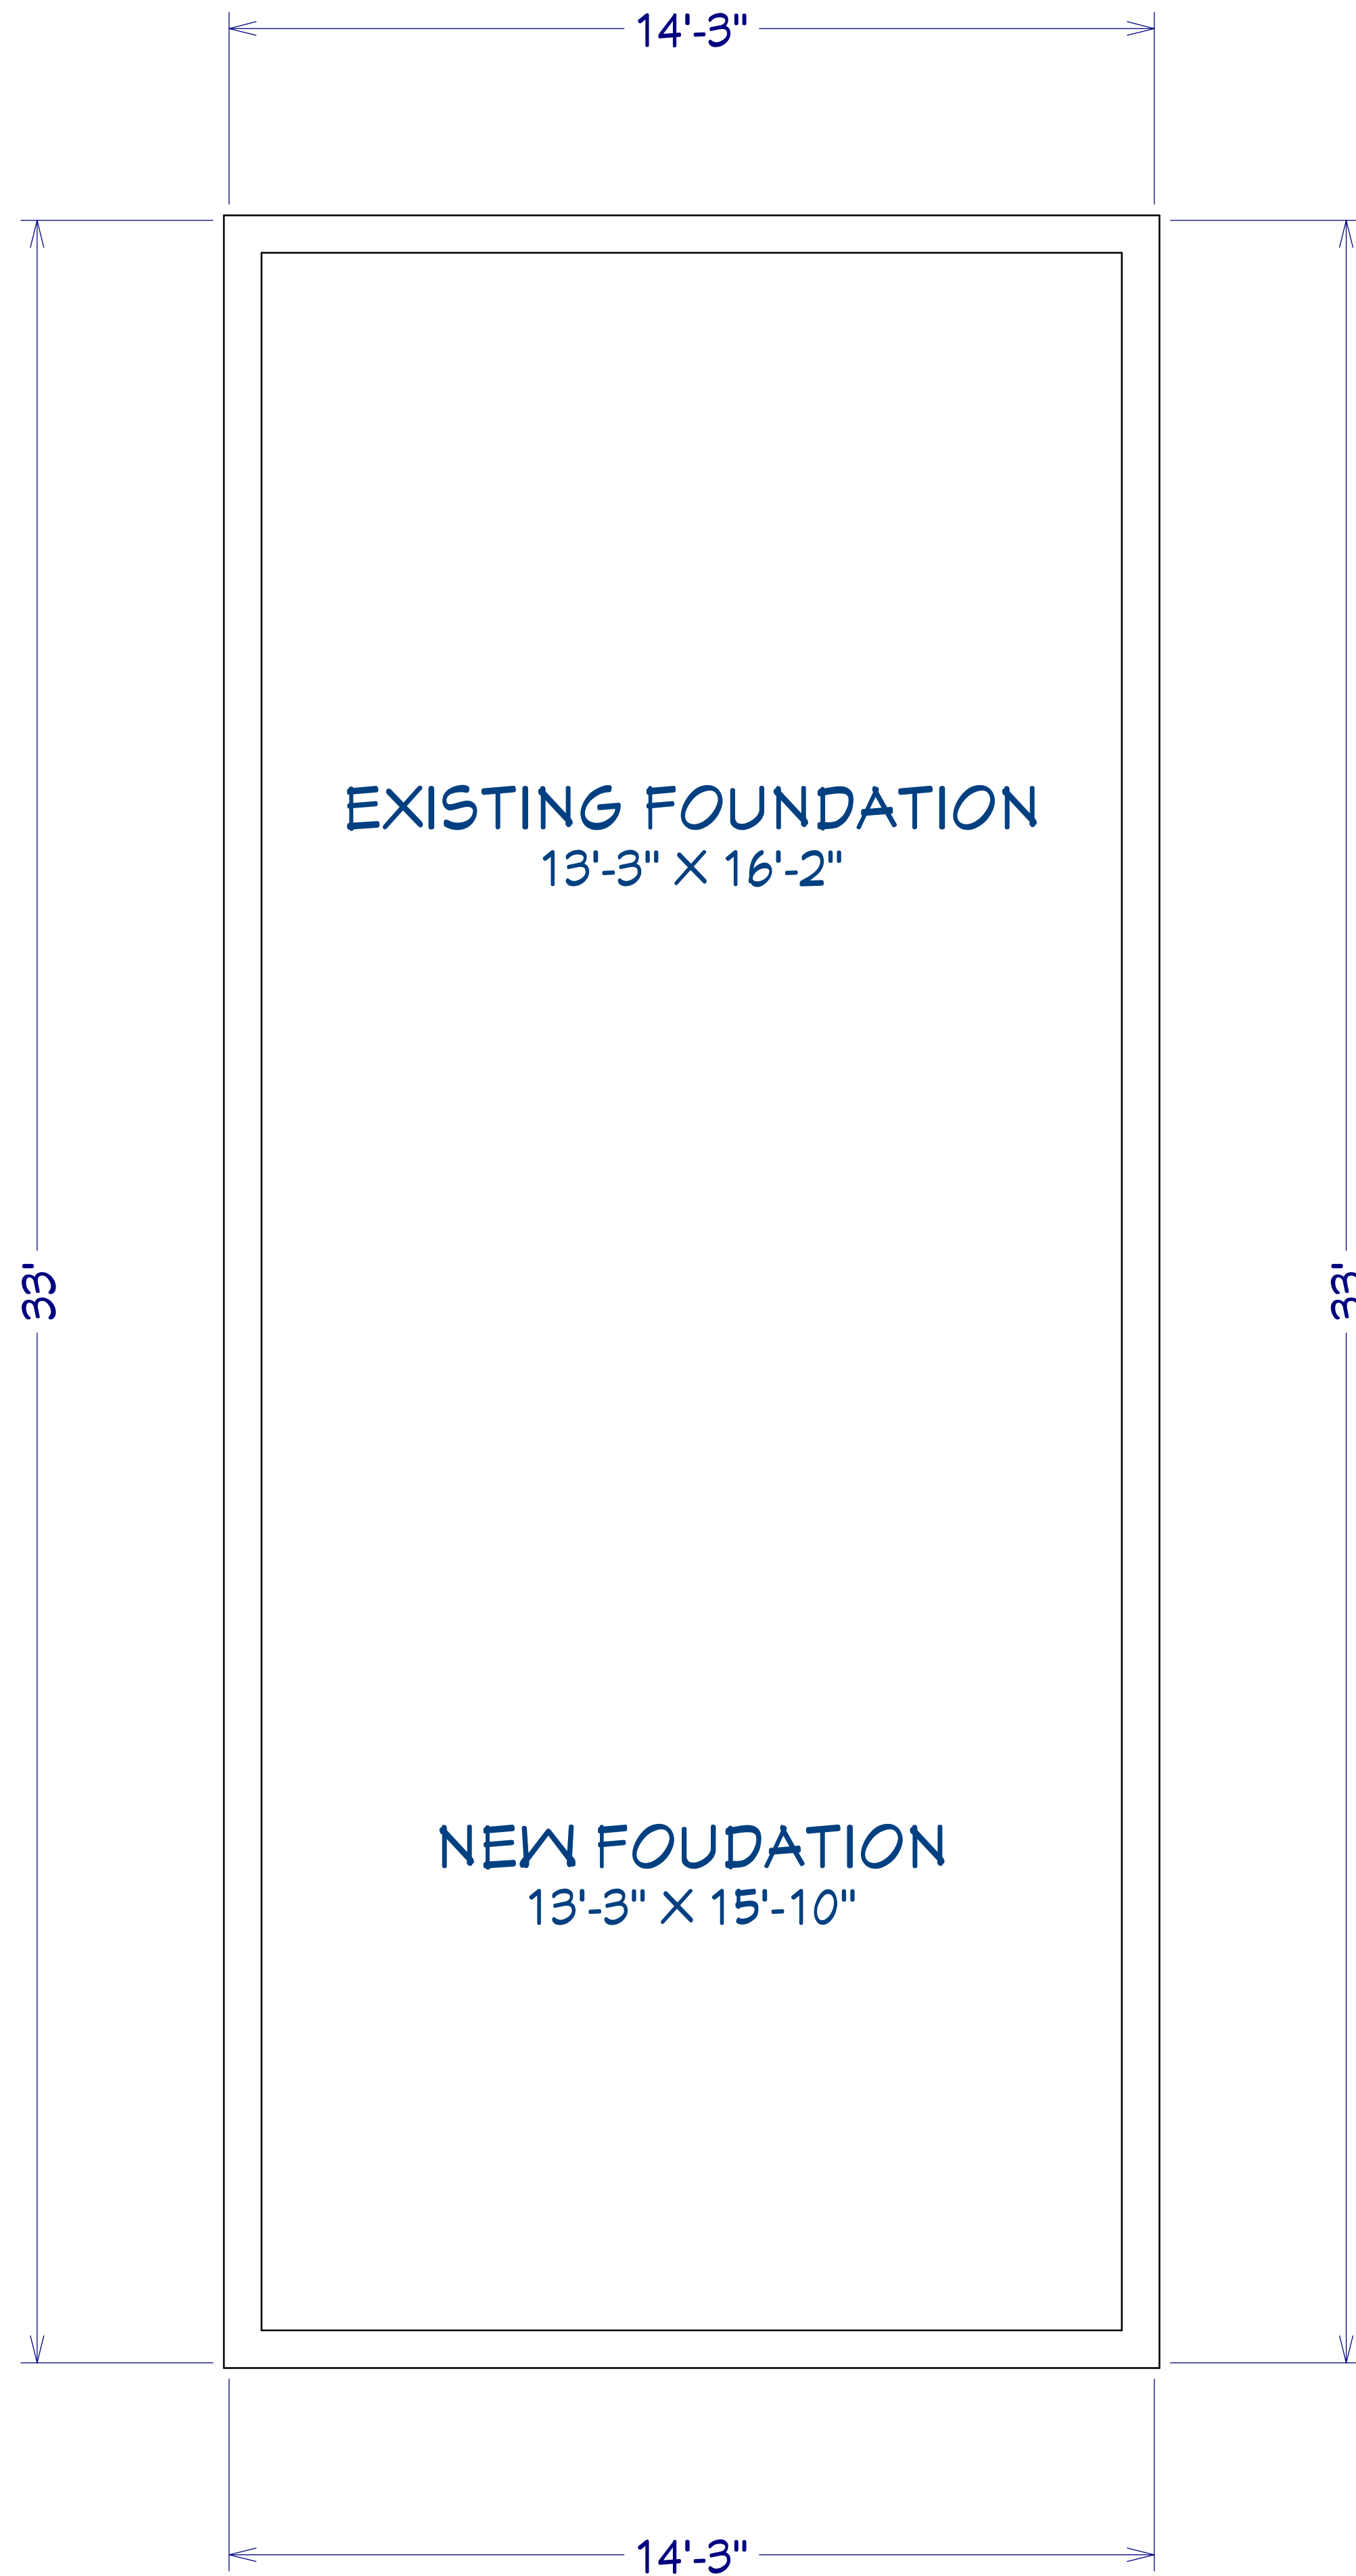 14'-3"
EXISTING FOUNDATION
13'-3" X 16'-2"
33'
33'
NEW FOUDATION
13'-3" X 15'-10"
14'-3"